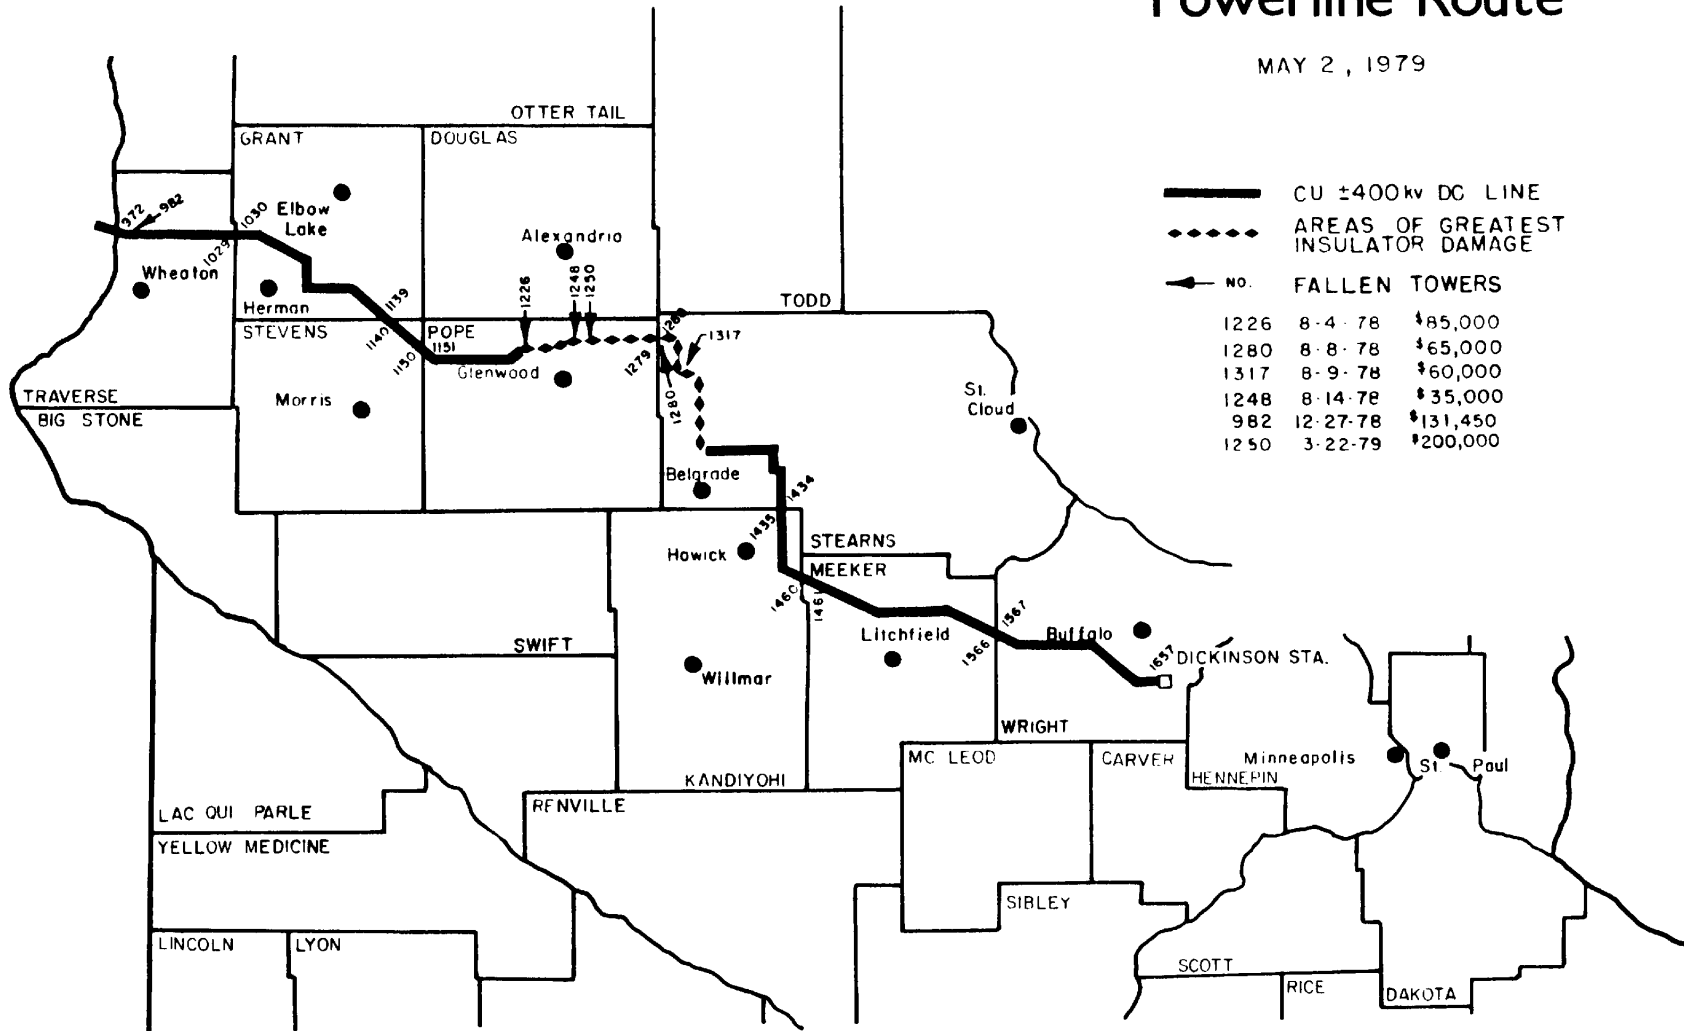 Powerline Route
MAY 2, 1979
OTTER TAIL
GRANT
DOUGLAS
CU ±400kv DC LINE
AREAS OF GREATEST
INSULATOR DAMAGE
NO. FALLEN TOWERS
1226 8-4-78 $85,000
1280 8-8-78 $65,000
1317 8-9-78 $60,000
1248 8-14-78 $35,000
982 12-27-78 $131,450
1250 3-22-79 $200,000
Elbow
Lake
972
982
1030
1029
Alexandria
Wheaton
Herman
1139
1226
1248
1250
TODD
STEVENS
1140
1150
POPE
1151
Glenwood
1279
1280
1317
1280
TRAVERSE
BIG STONE
Morris
St.
Cloud
Belgrade
1434
1435
Hawick
STEARNS
MEEKER
1460
1461
SWIFT
Litchfield
1566
1567
Buffalo
1657
DICKINSON STA.
Willmar
WRIGHT
MC LEOD
CARVER
HENNEPIN
Minneapolis
St. Paul
KANDIYOHI
RENVILLE
LAC QUI PARLE
YELLOW MEDICINE
SIBLEY
LINCOLN
LYON
SCOTT
RICE
DAKOTA